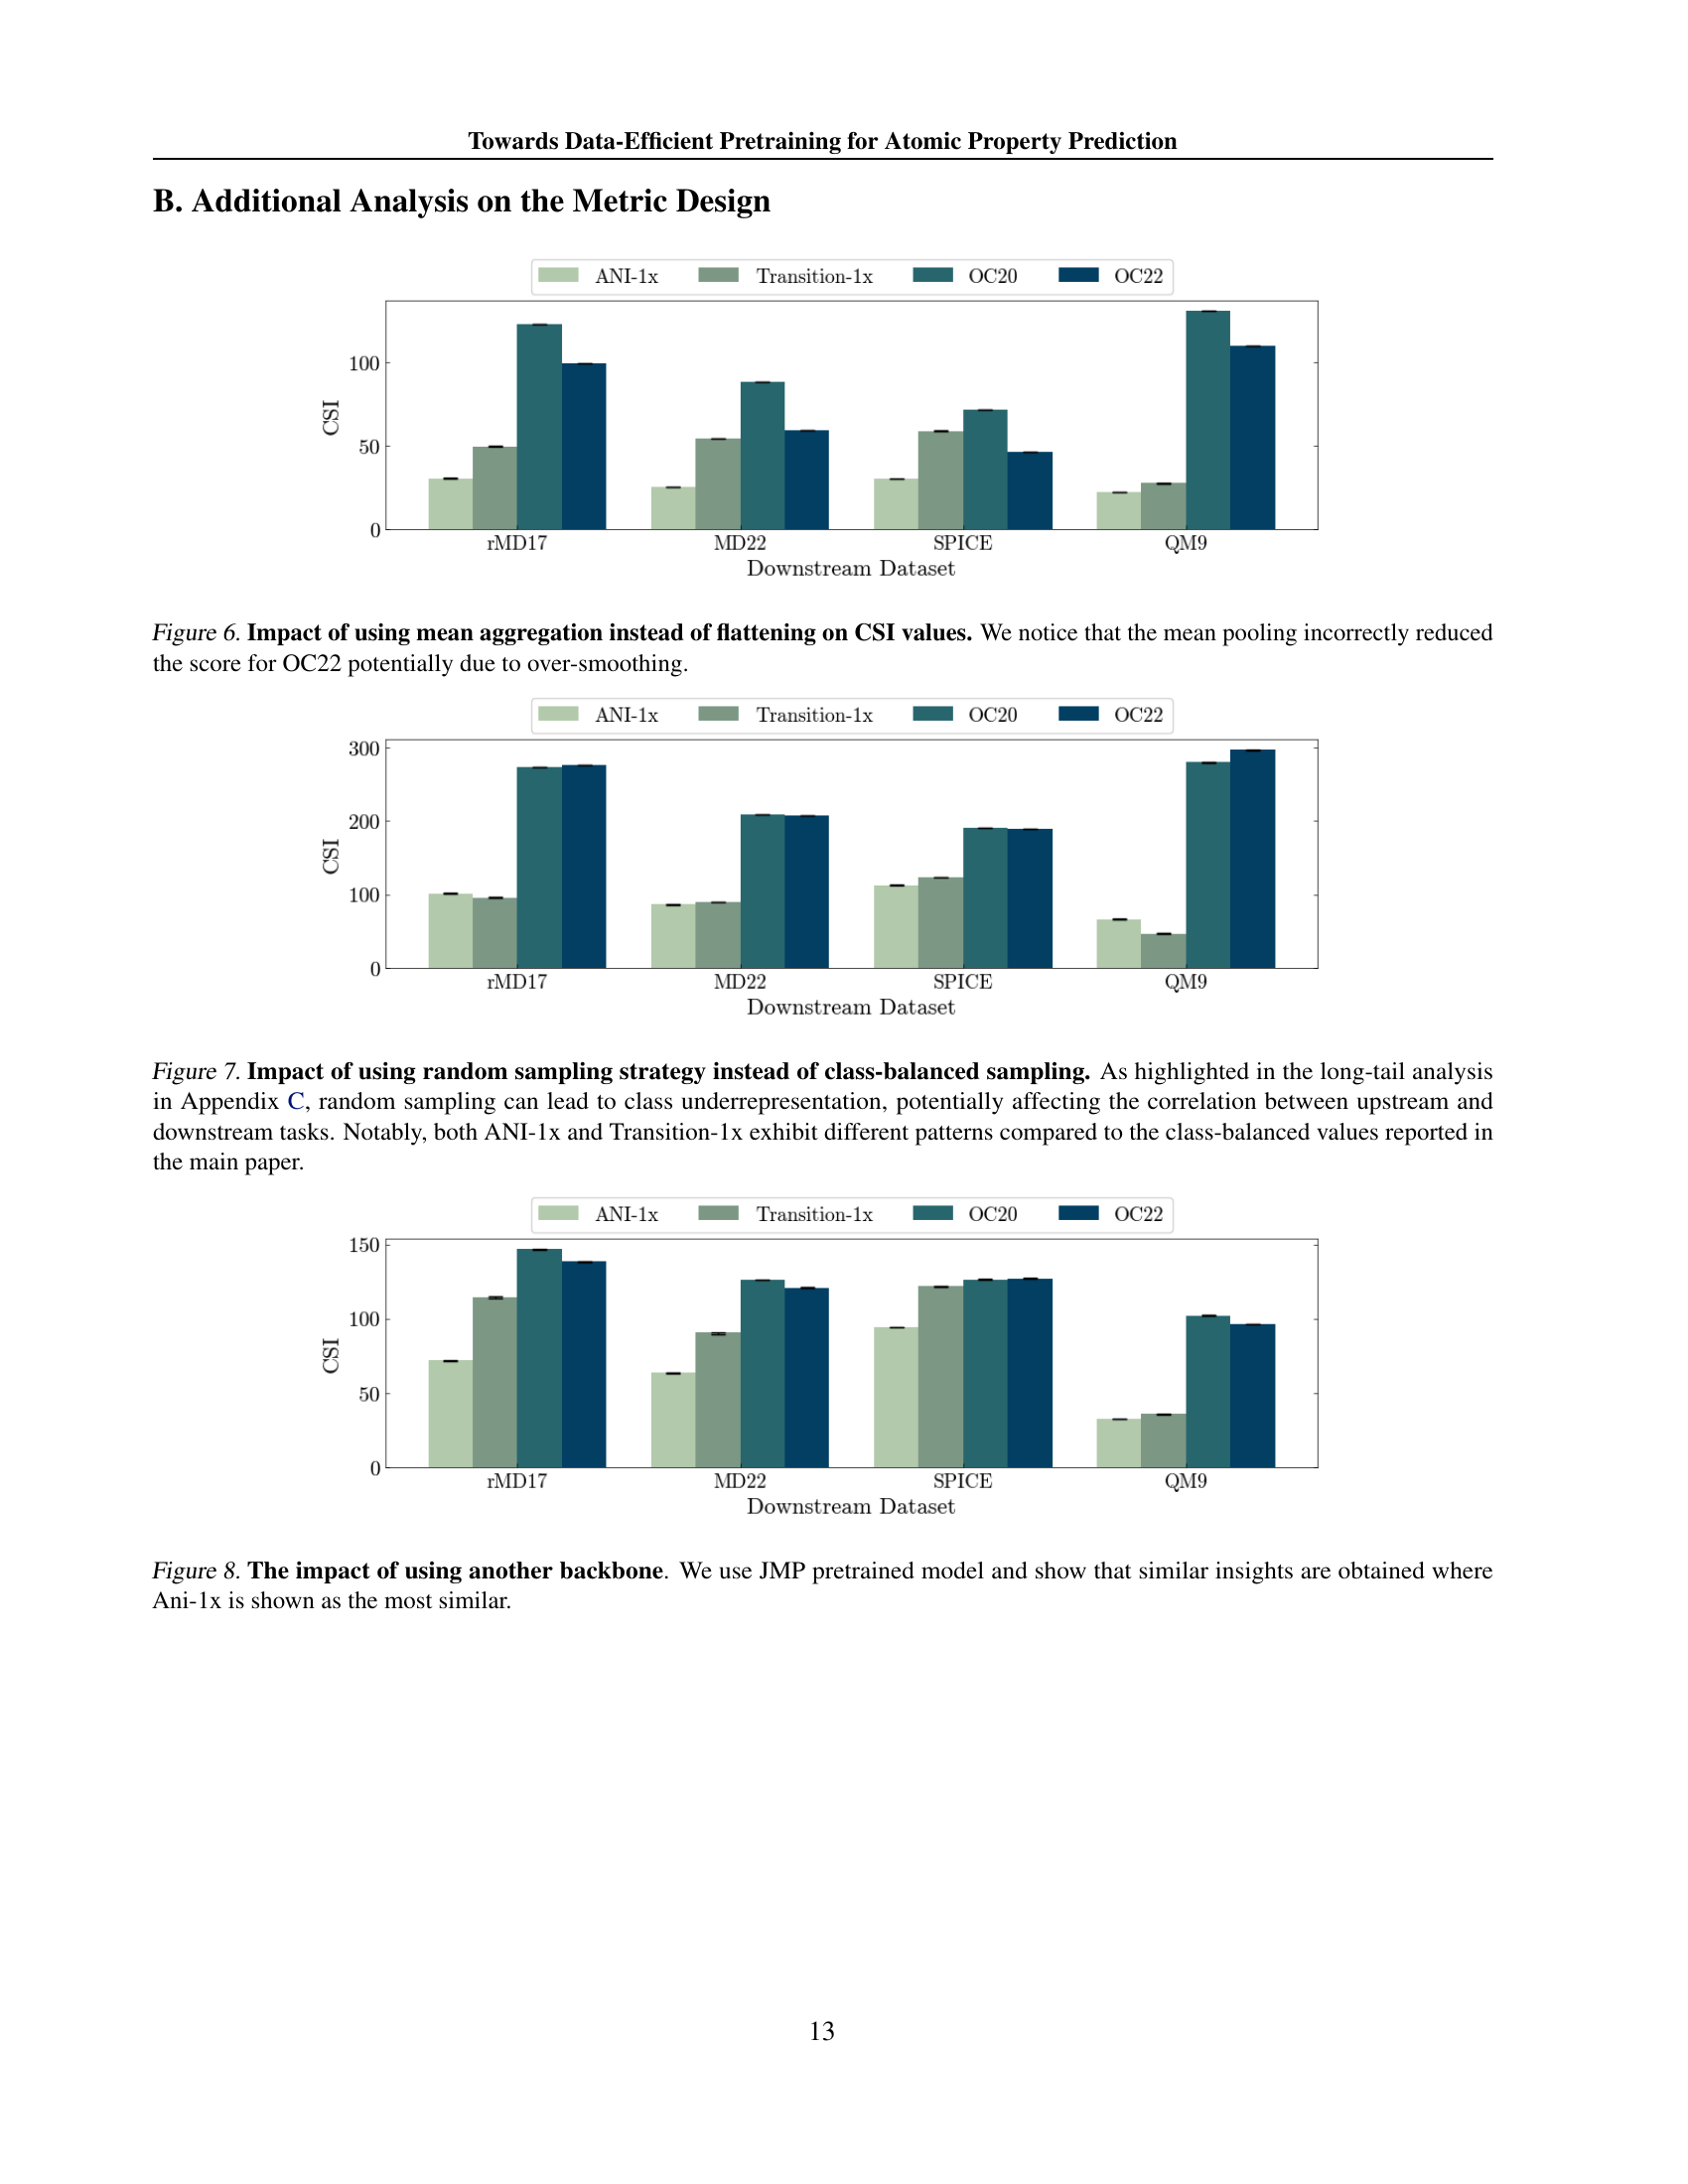 Towards Data-Efficient Pretraining for Atomic Property Prediction
B. Additional Analysis on the Metric Design
ANI-1x Transition-1x OC20 OC22
100
50
0
CSI
rMD17 MD22 SPICE QM9
Downstream Dataset
Figure 6. Impact of using mean aggregation instead of flattening on CSI values. We notice that the mean pooling incorrectly reduced
the score for OC22 potentially due to over-smoothing.
ANI-1x Transition-1x OC20 OC22
300
200
100
0
CSI
rMD17 MD22 SPICE QM9
Downstream Dataset
Figure 7. Impact of using random sampling strategy instead of class-balanced sampling. As highlighted in the long-tail analysis
in Appendix C, random sampling can lead to class underrepresentation, potentially affecting the correlation between upstream and
downstream tasks. Notably, both ANI-1x and Transition-1x exhibit different patterns compared to the class-balanced values reported in
the main paper.
ANI-1x Transition-1x OC20 OC22
150
100
50
0
CSI
rMD17 MD22 SPICE QM9
Downstream Dataset
Figure 8. The impact of using another backbone. We use JMP pretrained model and show that similar insights are obtained where
Ani-1x is shown as the most similar.
13